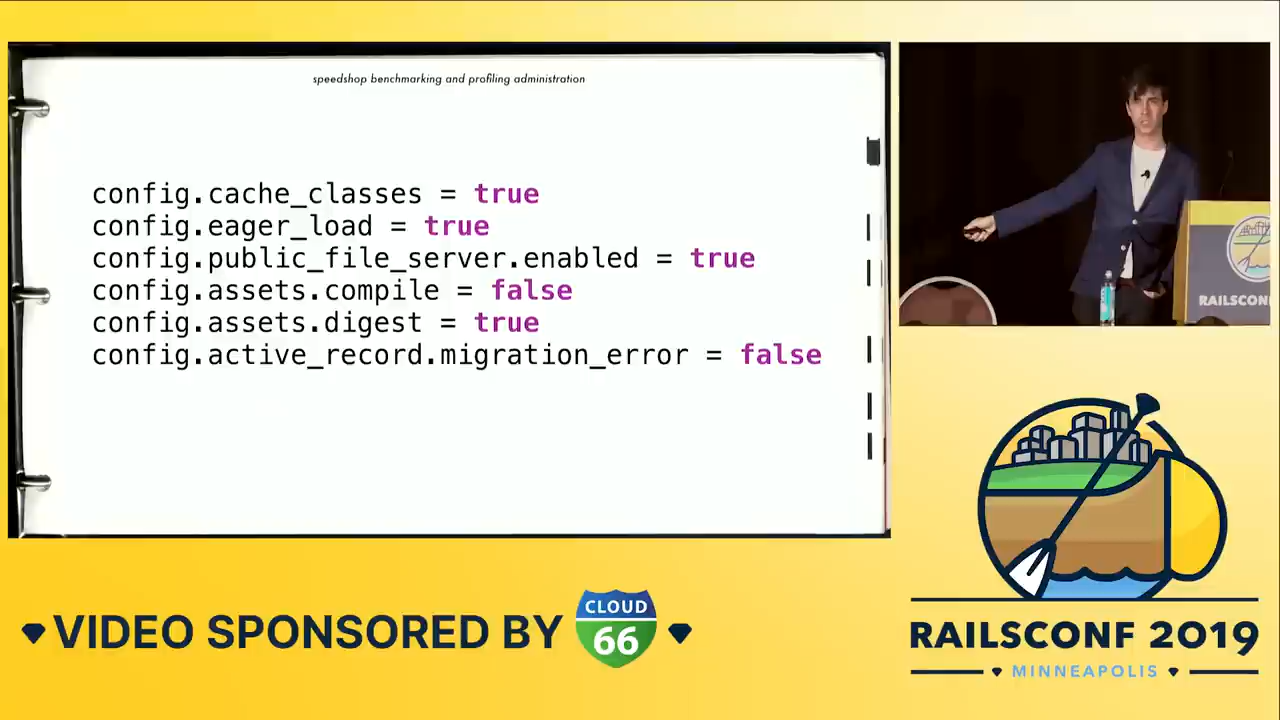 speedshop benchmarking and profiling administration
config.cache_classes = true
config.eager_load = true
config.public_file_server.enabled = true
config.assets.compile = false
config.assets.digest = true
config.active_record.migration_error = false
RAILSCONF
VIDEO SPONSORED BY CLOUD 66
RAILSCONF 2019
MINNEAPOLIS